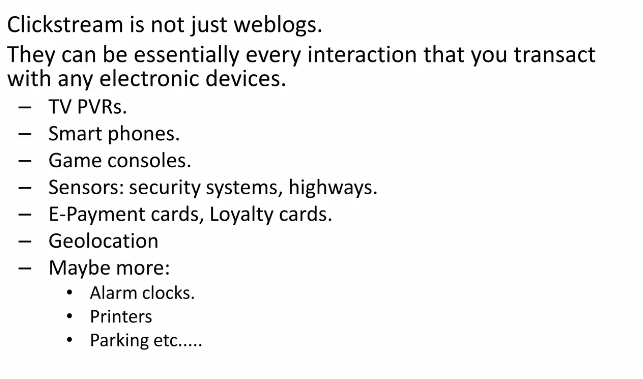 Clickstream is not just weblogs.
They can be essentially every interaction that you transact
with any electronic devices.
– TV PVRs.
– Smart phones.
– Game consoles.
– Sensors: security systems, highways.
– E-Payment cards, Loyalty cards.
– Geolocation
– Maybe more:
• Alarm clocks.
• Printers
• Parking etc.....